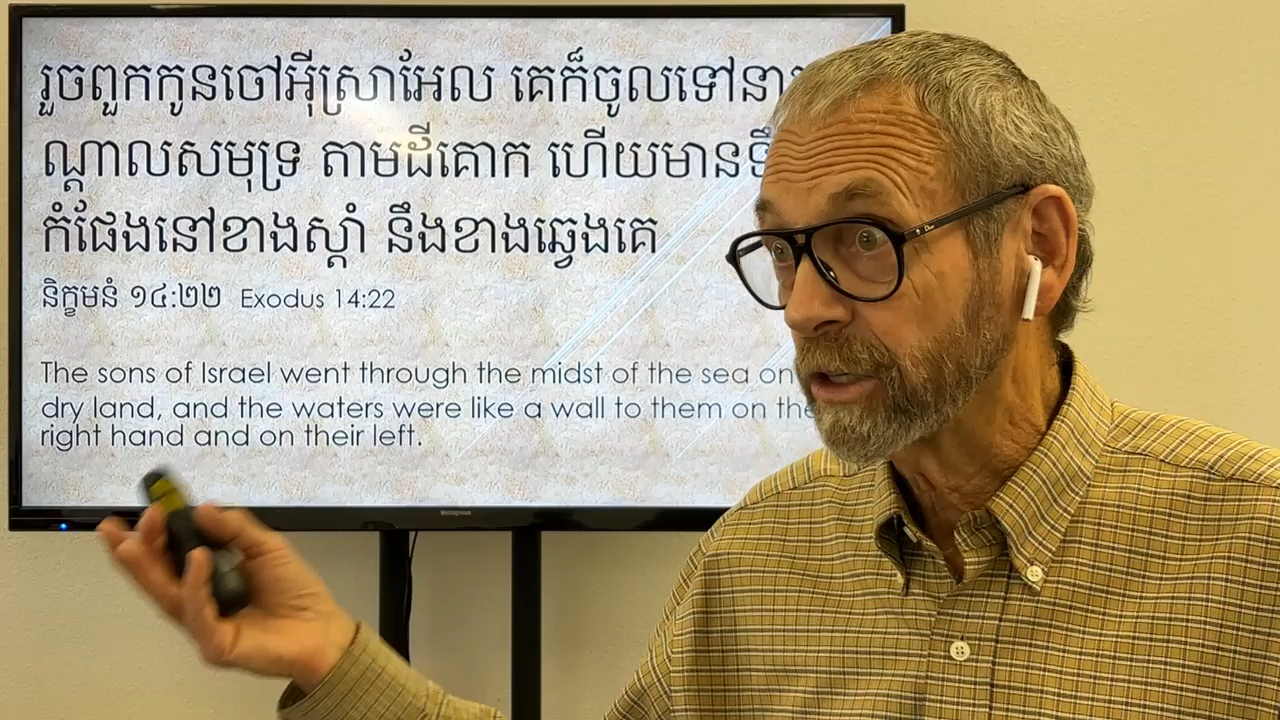 រួចពួកកូនចៅអ៊ីស្រាអែល គេក៏ចូលទៅ
ណ្តាលសមុទ្រ តាមដីគោក ហើយមាន
កំផែងនៅខាងស្តាំ នឹងខាងឆ្វេងគេ
និក្ខមនំ ១៤:២២ Exodus 14:22
The sons of Israel went through the midst of the sea on
dry land, and the waters were like a wall to them on the
right hand and on their left.
Westinghouse
Dior